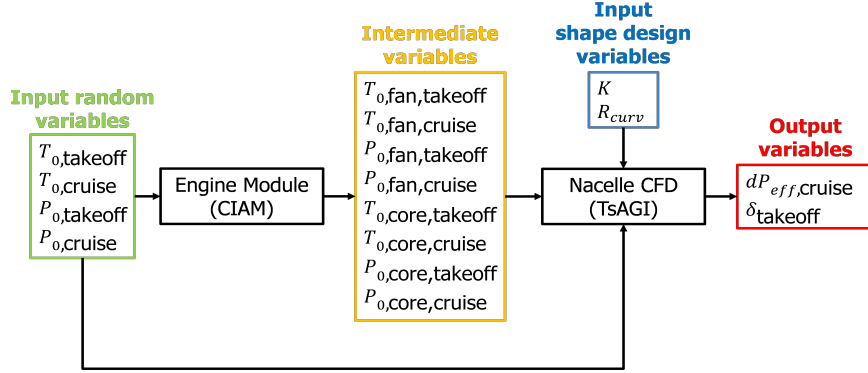 Input random
variables
T0,takeoff
T0,cruise
P0,takeoff
P0,cruise
Engine Module
(CIAM)
Intermediate
variables
T0,fan,takeoff
T0,fan,cruise
P0,fan,takeoff
P0,fan,cruise
T0,core,takeoff
T0,core,cruise
P0,core,takeoff
P0,core,cruise
Input
shape design
variables
K
Rcurv
Nacelle CFD
(TsAGI)
Output
variables
dPeff,cruise
δtakeoff